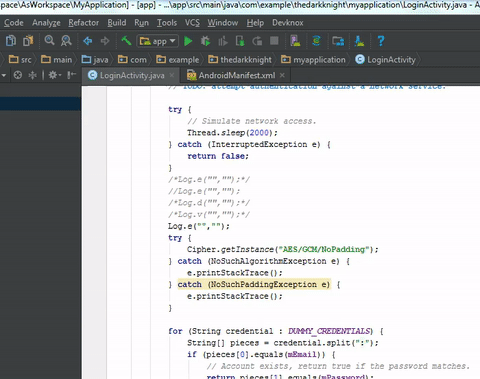 pace\AsWorkspace\MyApplication] - [app] - ...\app\src\main\java\com\example\thedarkknight\myapplication\LoginActivity.java - A
Code Analyze Refactor Build Run Tools VCS Window Help Devknox
app
src main java com example thedarkknight myapplication LoginActivity
LoginActivity.java AndroidManifest.xml
// TODO: attempt authentication against a network service.
try {
// Simulate network access.
Thread.sleep(2000);
} catch (InterruptedException e) {
return false;
}
/*Log.e("","");*/
//Log.e("","");
/*Log.d("","");*/
/*Log.v("","");*/
Log.e("","");
try {
Cipher.getInstance("AES/GCM/NoPadding");
} catch (NoSuchAlgorithmException e) {
e.printStackTrace();
} catch (NoSuchPaddingException e) {
e.printStackTrace();
}
for (String credential : DUMMY_CREDENTIALS) {
String[] pieces = credential.split(":");
if (pieces[0].equals(mEmail)) {
// Account exists, return true if the password matches.
return pieces[1].equals(mPassword);